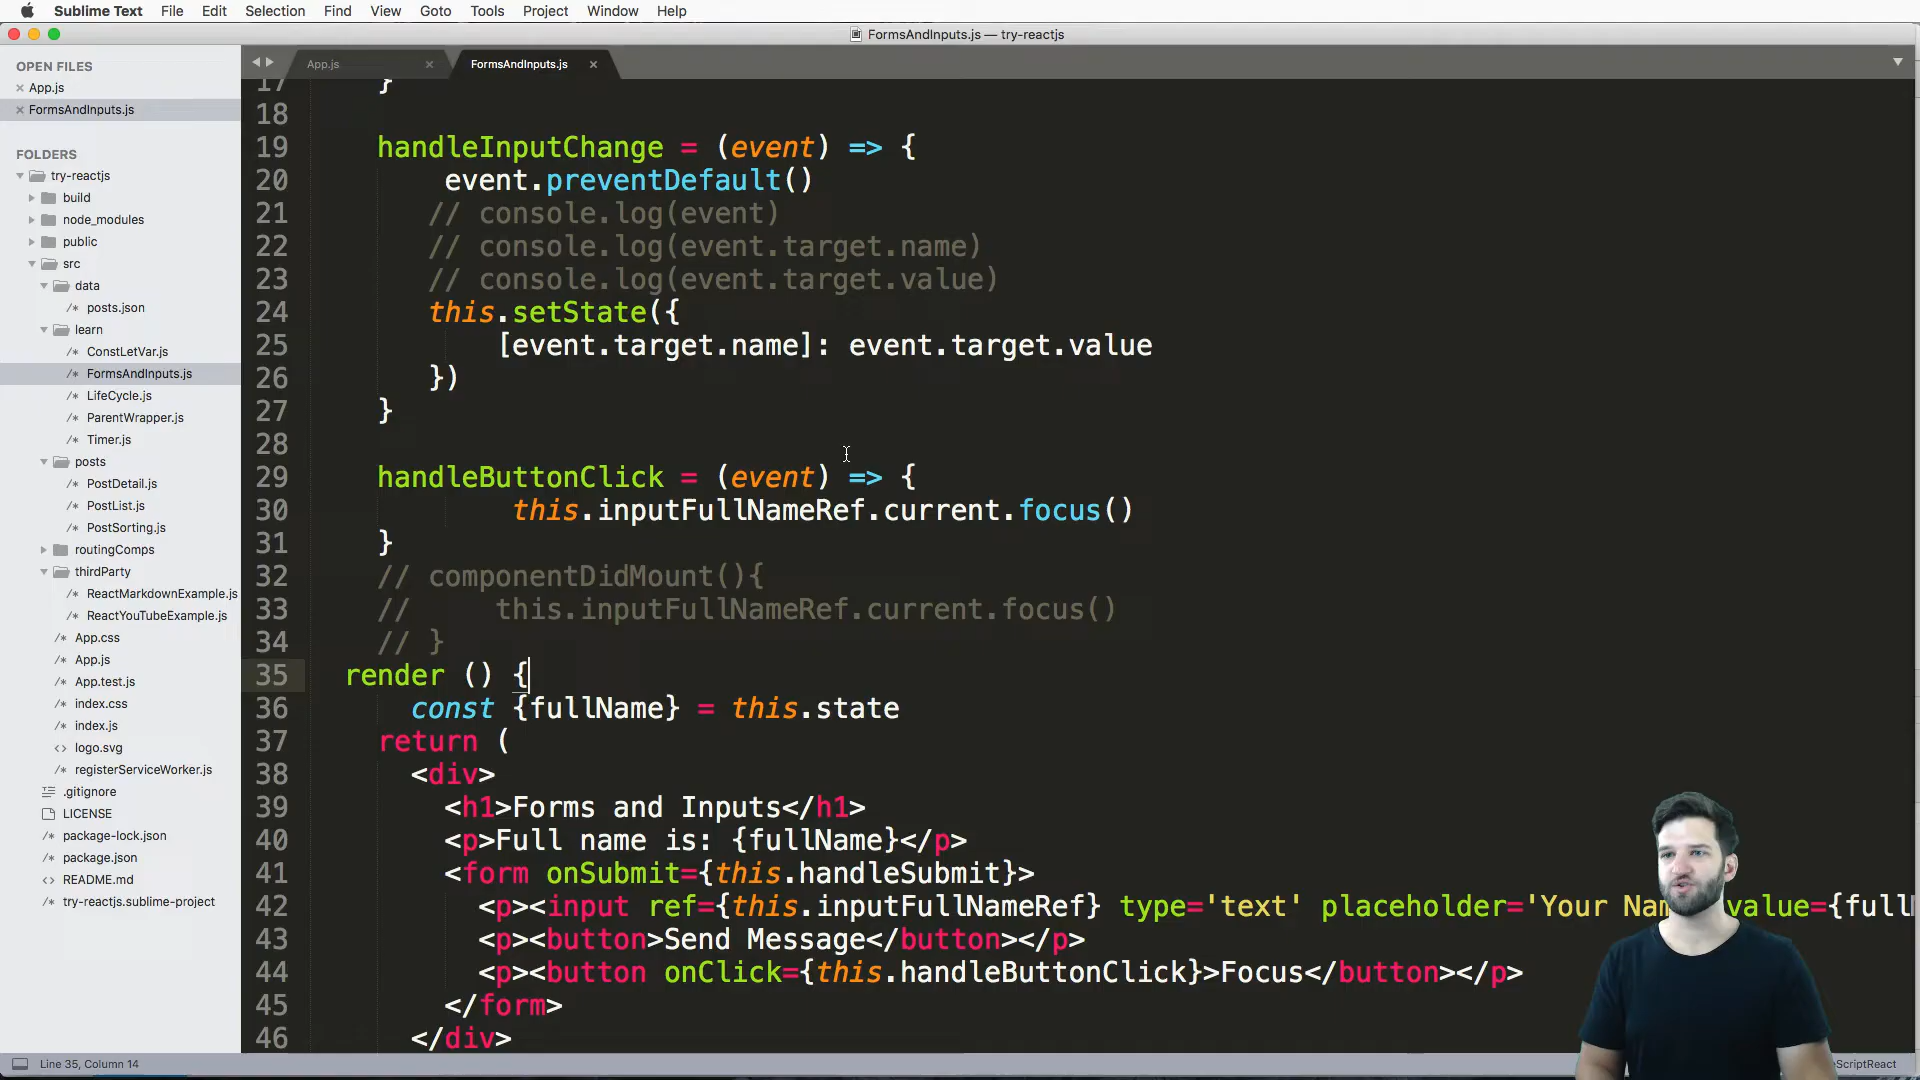 Sublime Text File Edit Selection Find View Goto Tools Project Window Help
FormsAndInputs.js — try-reactjs
OPEN FILES
App.js
FormsAndInputs.js
FOLDERS
try-reactjs
build
node_modules
public
src
data
posts.json
learn
ConstLetVar.js
FormsAndInputs.js
LifeCycle.js
ParentWrapper.js
Timer.js
posts
PostDetail.js
PostList.js
PostSorting.js
routingComps
thirdParty
ReactMarkdownExample.js
ReactYouTubeExample.js
App.css
App.js
App.test.js
index.css
index.js
logo.svg
registerServiceWorker.js
.gitignore
LICENSE
package-lock.json
package.json
README.md
try-reactjs.sublime-project
App.js FormsAndInputs.js
17 }
18
19 handleInputChange = (event) => {
20 event.preventDefault()
21 // console.log(event)
22 // console.log(event.target.name)
23 // console.log(event.target.value)
24 this.setState({
25 [event.target.name]: event.target.value
26 })
27 }
28
29 handleButtonClick = (event) => {
30 this.inputFullNameRef.current.focus()
31 }
32 // componentDidMount(){
33 // this.inputFullNameRef.current.focus()
34 // }
35 render () {
36 const {fullName} = this.state
37 return (
38 <div>
39 <h1>Forms and Inputs</h1>
40 <p>Full name is: {fullName}</p>
41 <form onSubmit={this.handleSubmit}>
42 <p><input ref={this.inputFullNameRef} type='text' placeholder='Your Nam value={full
43 <p><button>Send Message</button></p>
44 <p><button onClick={this.handleButtonClick}>Focus</button></p>
45 </form>
46 </div>
Line 35, Column 14
ScriptReact